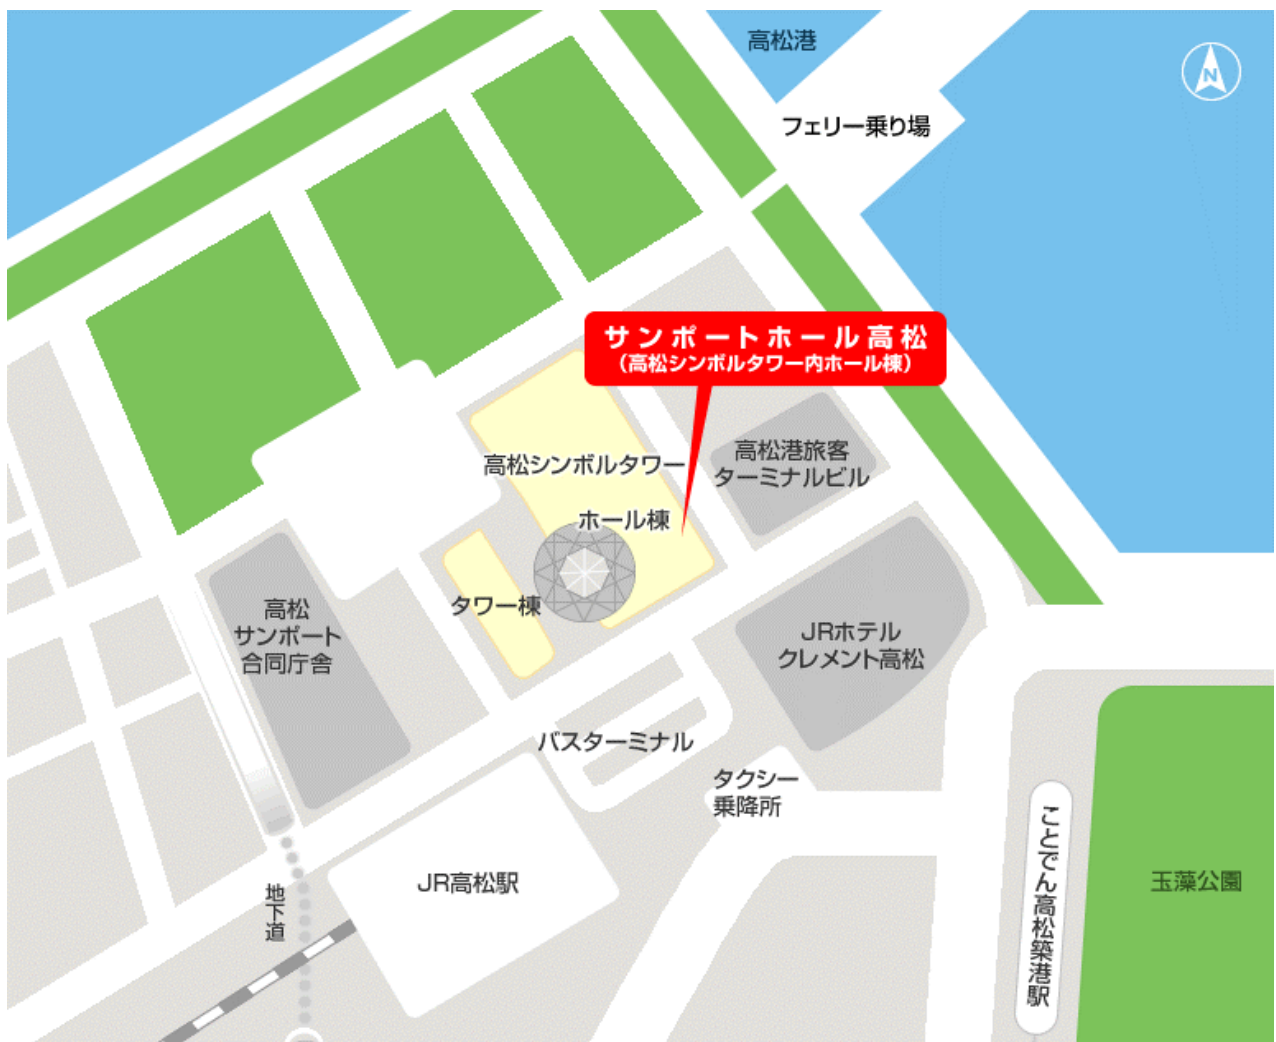 高松港
N
フェリー乗り場
サンポートホール高松
（高松シンボルタワー内ホール棟）
高松港旅客
ターミナルビル
高松シンボルタワー
ホール棟
タワー棟
高松
サンポート
合同庁舎
JRホテル
クレメント高松
バスターミナル
タクシー
乗降所
JR高松駅
地下道
ことでん高松築港駅
玉藻公園